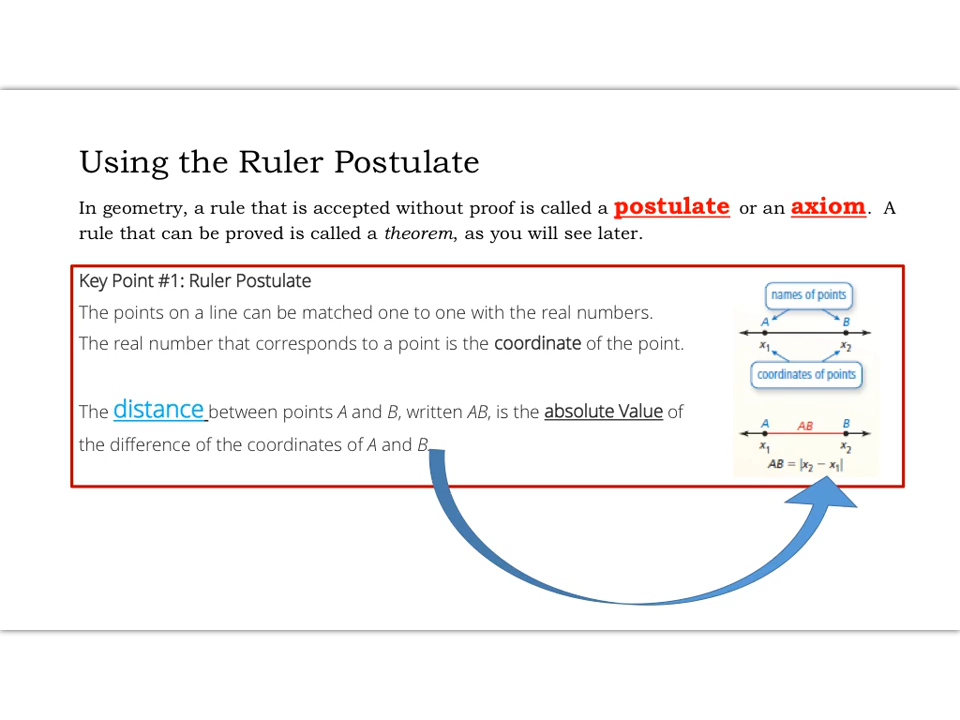 Using the Ruler Postulate
In geometry, a rule that is accepted without proof is called a postulate or an axiom. A
rule that can be proved is called a theorem, as you will see later.
Key Point #1: Ruler Postulate
The points on a line can be matched one to one with the real numbers.
The real number that corresponds to a point is the coordinate of the point.
The distance between points A and B, written AB, is the absolute Value of
the difference of the coordinates of A and B.
names of points
A B
x₁ x₂
coordinates of points
A AB B
x₁ x₂
AB = |x₂ − x₁|